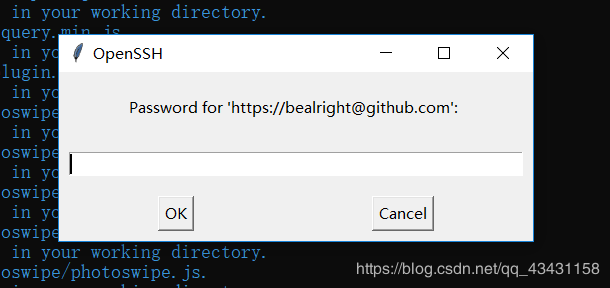 in your working directory.
query.min.js
OpenSSH
in yo
lugin.
Password for 'https://bealright@github.com':
in yo
oswipe
in yo
oswipe
in yo
oswipe
OK
Cancel
in yo
oswipe
in your working directory.
oswipe/photoswipe.js.
https://blog.csdn.net/qq_43431158